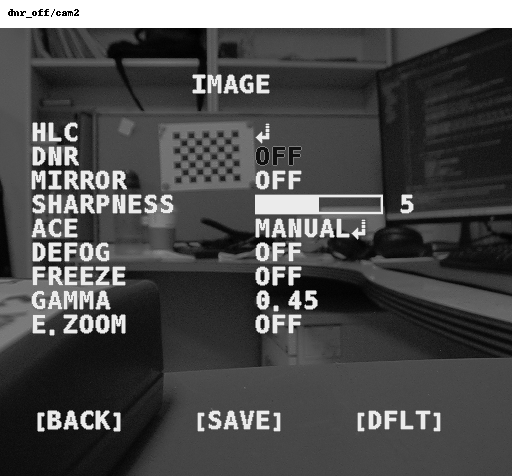 dnr_off/cam2
IMAGE
HLC ↲
DNR OFF
MIRROR OFF
SHARPNESS 5
ACE MANUAL↲
DEFOG OFF
FREEZE OFF
GAMMA 0.45
E.ZOOM OFF
[BACK] [SAVE] [DFLT]